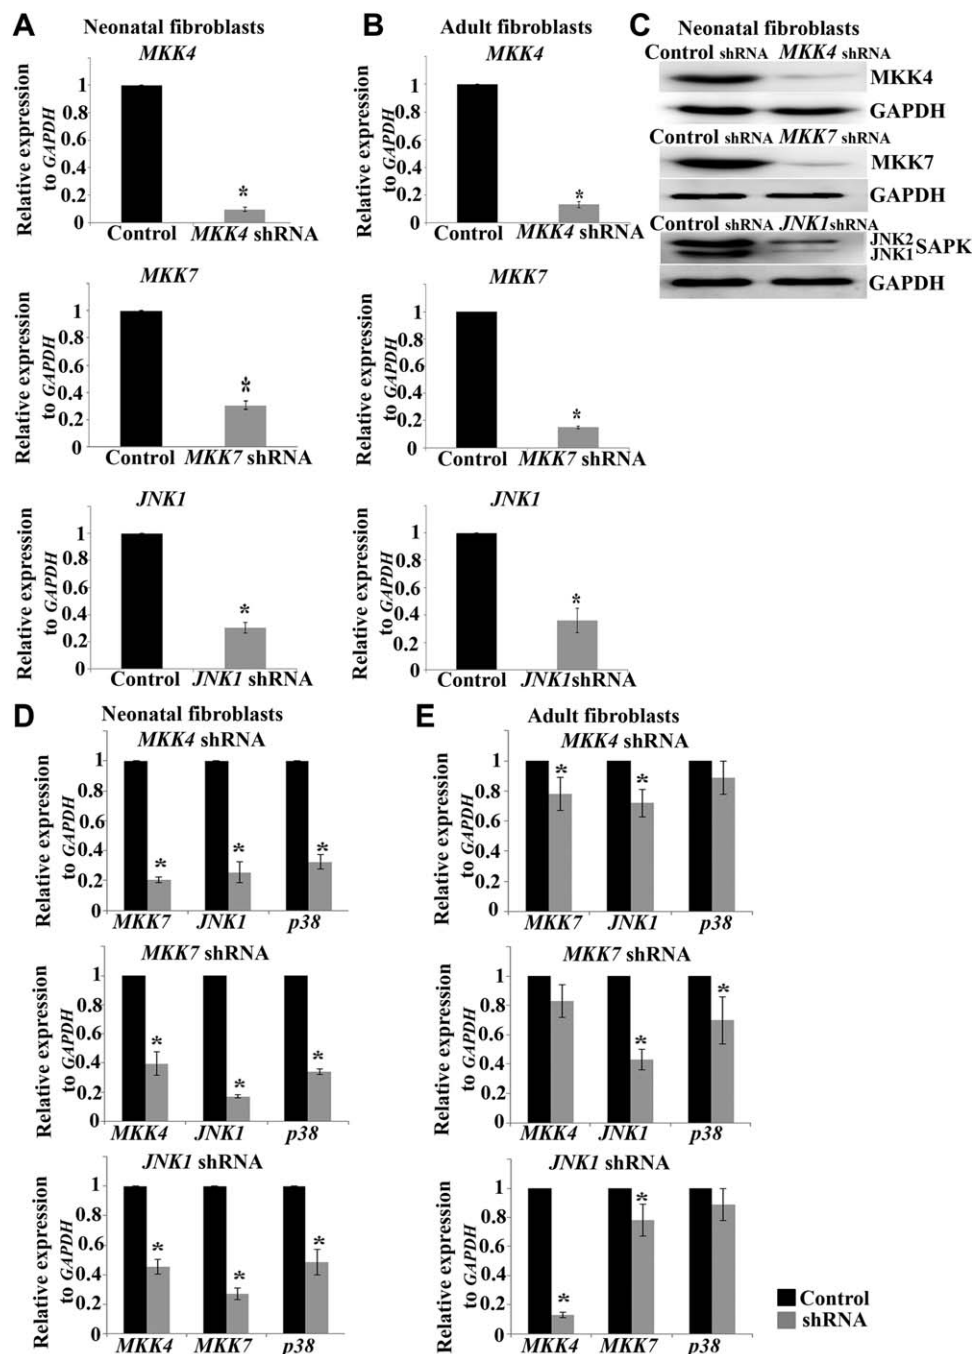 A
Neonatal fibroblasts
MKK4
Relative expression
to GAPDH
1
0.8
0.6
0.4
0.2
0
*
Control
MKK4 shRNA
MKK7
Relative expression
to GAPDH
1
0.8
0.6
0.4
0.2
0
*
Control
MKK7 shRNA
JNK1
Relative expression
to GAPDH
1
0.8
0.6
0.4
0.2
0
*
Control
JNK1 shRNA
B
Adult fibroblasts
MKK4
Relative expression
to GAPDH
1
0.8
0.6
0.4
0.2
0
*
Control
MKK4 shRNA
MKK7
Relative expression
to GAPDH
1
0.8
0.6
0.4
0.2
0
*
Control
MKK7 shRNA
JNK1
Relative expression
to GAPDH
1
0.8
0.6
0.4
0.2
0
*
Control
JNK1shRNA
C
Neonatal fibroblasts
Control shRNA MKK4 shRNA
MKK4
GAPDH
Control shRNA MKK7 shRNA
MKK7
GAPDH
Control shRNA JNK1shRNA
JNK2
JNK1
SAPK
GAPDH
D
Neonatal fibroblasts
MKK4 shRNA
Relative expression
to GAPDH
1
0.8
0.6
0.4
0.2
0
* * *
MKK7 JNK1 p38
MKK7 shRNA
Relative expression
to GAPDH
1
0.8
0.6
0.4
0.2
0
* * *
MKK4 JNK1 p38
JNK1 shRNA
Relative expression
to GAPDH
1
0.8
0.6
0.4
0.2
0
* * *
MKK4 MKK7 p38
E
Adult fibroblasts
MKK4 shRNA
Relative expression
to GAPDH
1
0.8
0.6
0.4
0.2
0
* *
MKK7 JNK1 p38
MKK7 shRNA
Relative expression
to GAPDH
1
0.8
0.6
0.4
0.2
0
* *
MKK4 JNK1 p38
JNK1 shRNA
Relative expression
to GAPDH
1
0.8
0.6
0.4
0.2
0
* *
MKK4 MKK7 p38
Control
shRNA